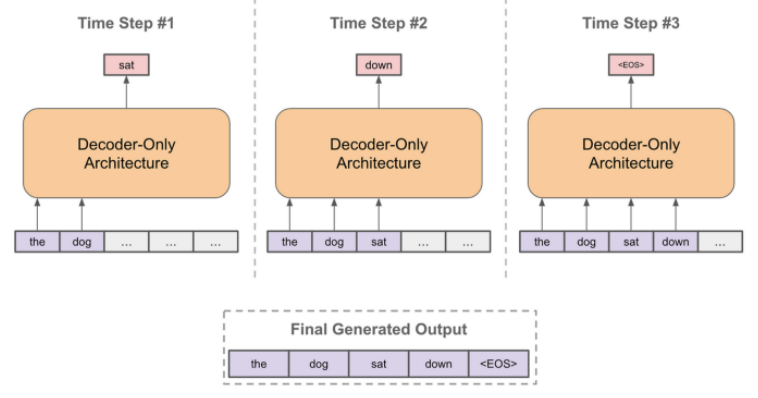 Time Step #1
Time Step #2
Time Step #3
sat
down
<EOS>
Decoder-Only
Architecture
Decoder-Only
Architecture
Decoder-Only
Architecture
the dog ... ... ...
the dog sat ... ...
the dog sat down ...
Final Generated Output
the dog sat down <EOS>